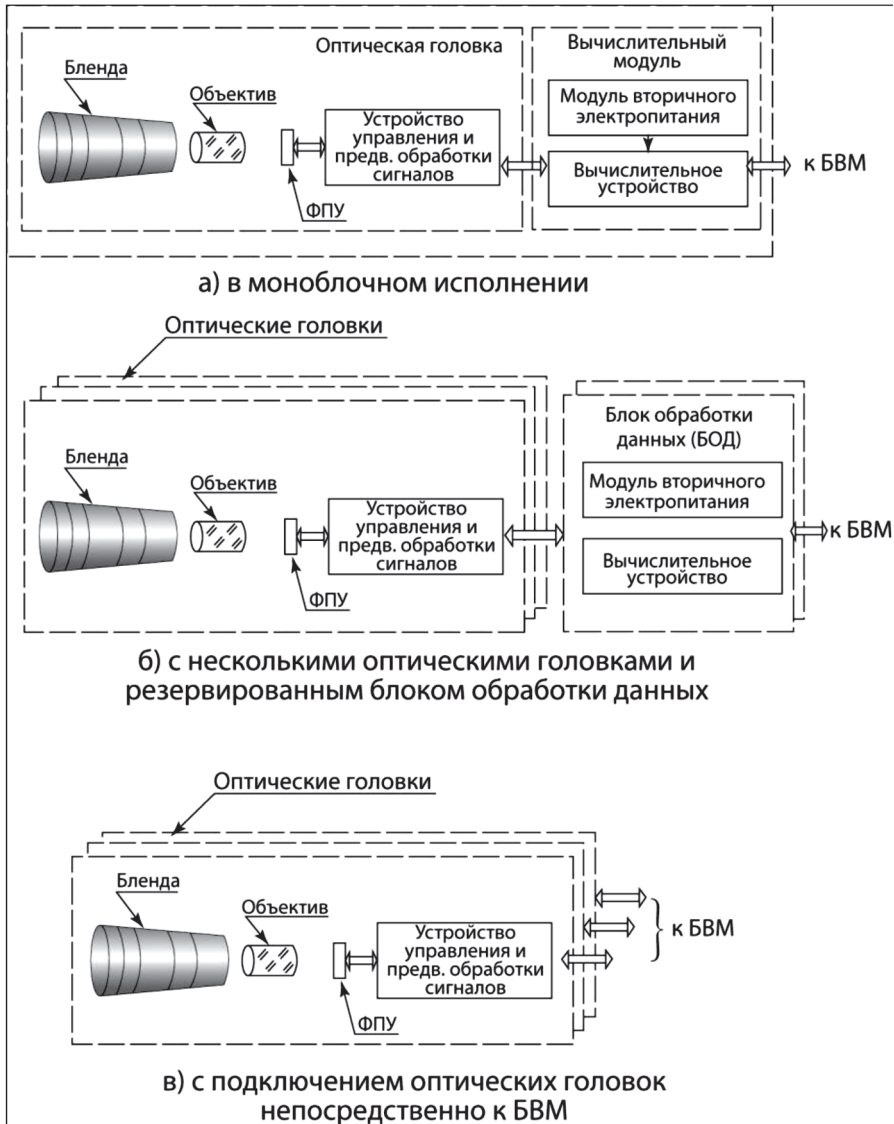 Оптическая головка
Вычислительный
модуль
Бленда
Объектив
Устройство
управления и
предв. обработки
сигналов
ФПУ
Модуль вторичного
электропитания
Вычислительное
устройство
к БВМ
а) в моноблочном исполнении
Оптические головки
Бленда
Объектив
Устройство
управления и
предв. обработки
сигналов
ФПУ
Блок обработки
данных (БОД)
Модуль вторичного
электропитания
Вычислительное
устройство
к БВМ
б) с несколькими оптическими головками и
резервированным блоком обработки данных
Оптические головки
Бленда
Объектив
Устройство
управления и
предв. обработки
сигналов
ФПУ
к БВМ
в) с подключением оптических головок
непосредственно к БВМ